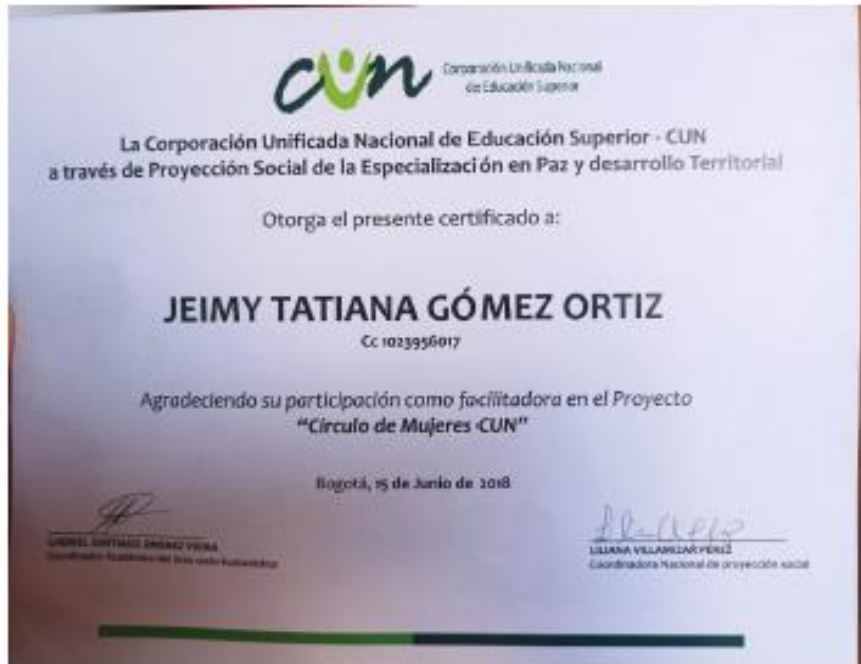 cun
Corporación Unificada Nacional
de Educación Superior
La Corporación Unificada Nacional de Educación Superior - CUN
a través de Proyección Social de la Especialización en Paz y desarrollo Territorial
Otorga el presente certificado a:
JEIMY TATIANA GÓMEZ ORTIZ
Cc 1023956017
Agradeciendo su participación como facilitadora en el Proyecto
"Circulo de Mujeres CUN"
Bogotá, 15 de Junio de 2018
GABRIEL SANTIAGO
LILIANA VILLAMIZAR PÉREZ
Coordinadora Nacional de proyección social